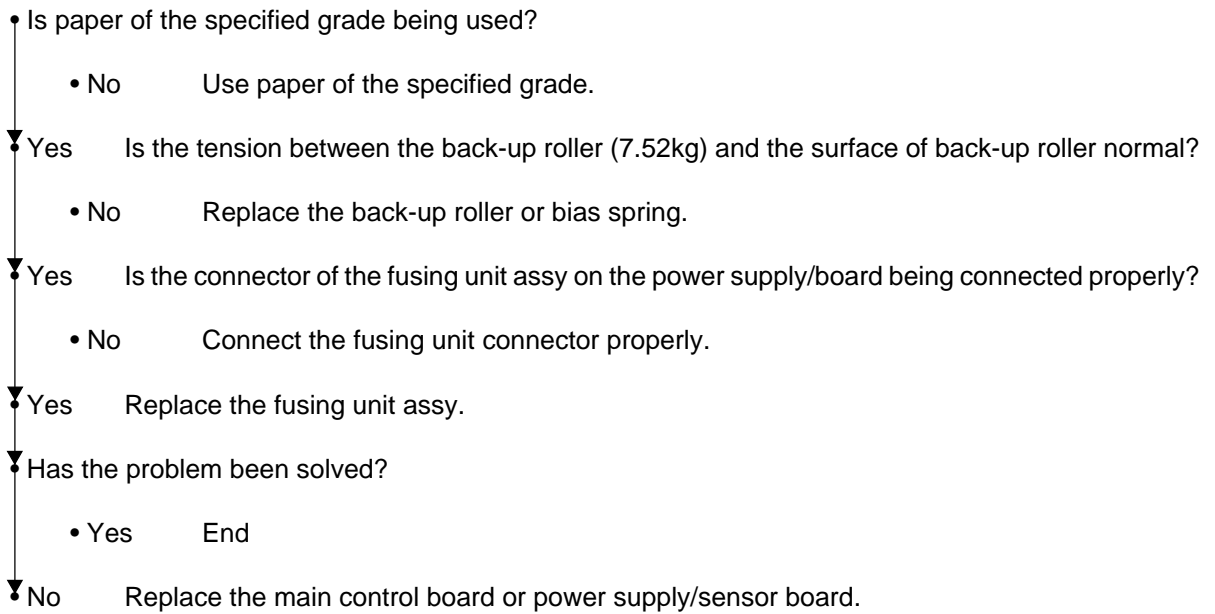 • Is paper of the specified grade being used?
• No Use paper of the specified grade.
• Yes Is the tension between the back-up roller (7.52kg) and the surface of back-up roller normal?
• No Replace the back-up roller or bias spring.
• Yes Is the connector of the fusing unit assy on the power supply/board being connected properly?
• No Connect the fusing unit connector properly.
• Yes Replace the fusing unit assy.
• Has the problem been solved?
• Yes End
• No Replace the main control board or power supply/sensor board.